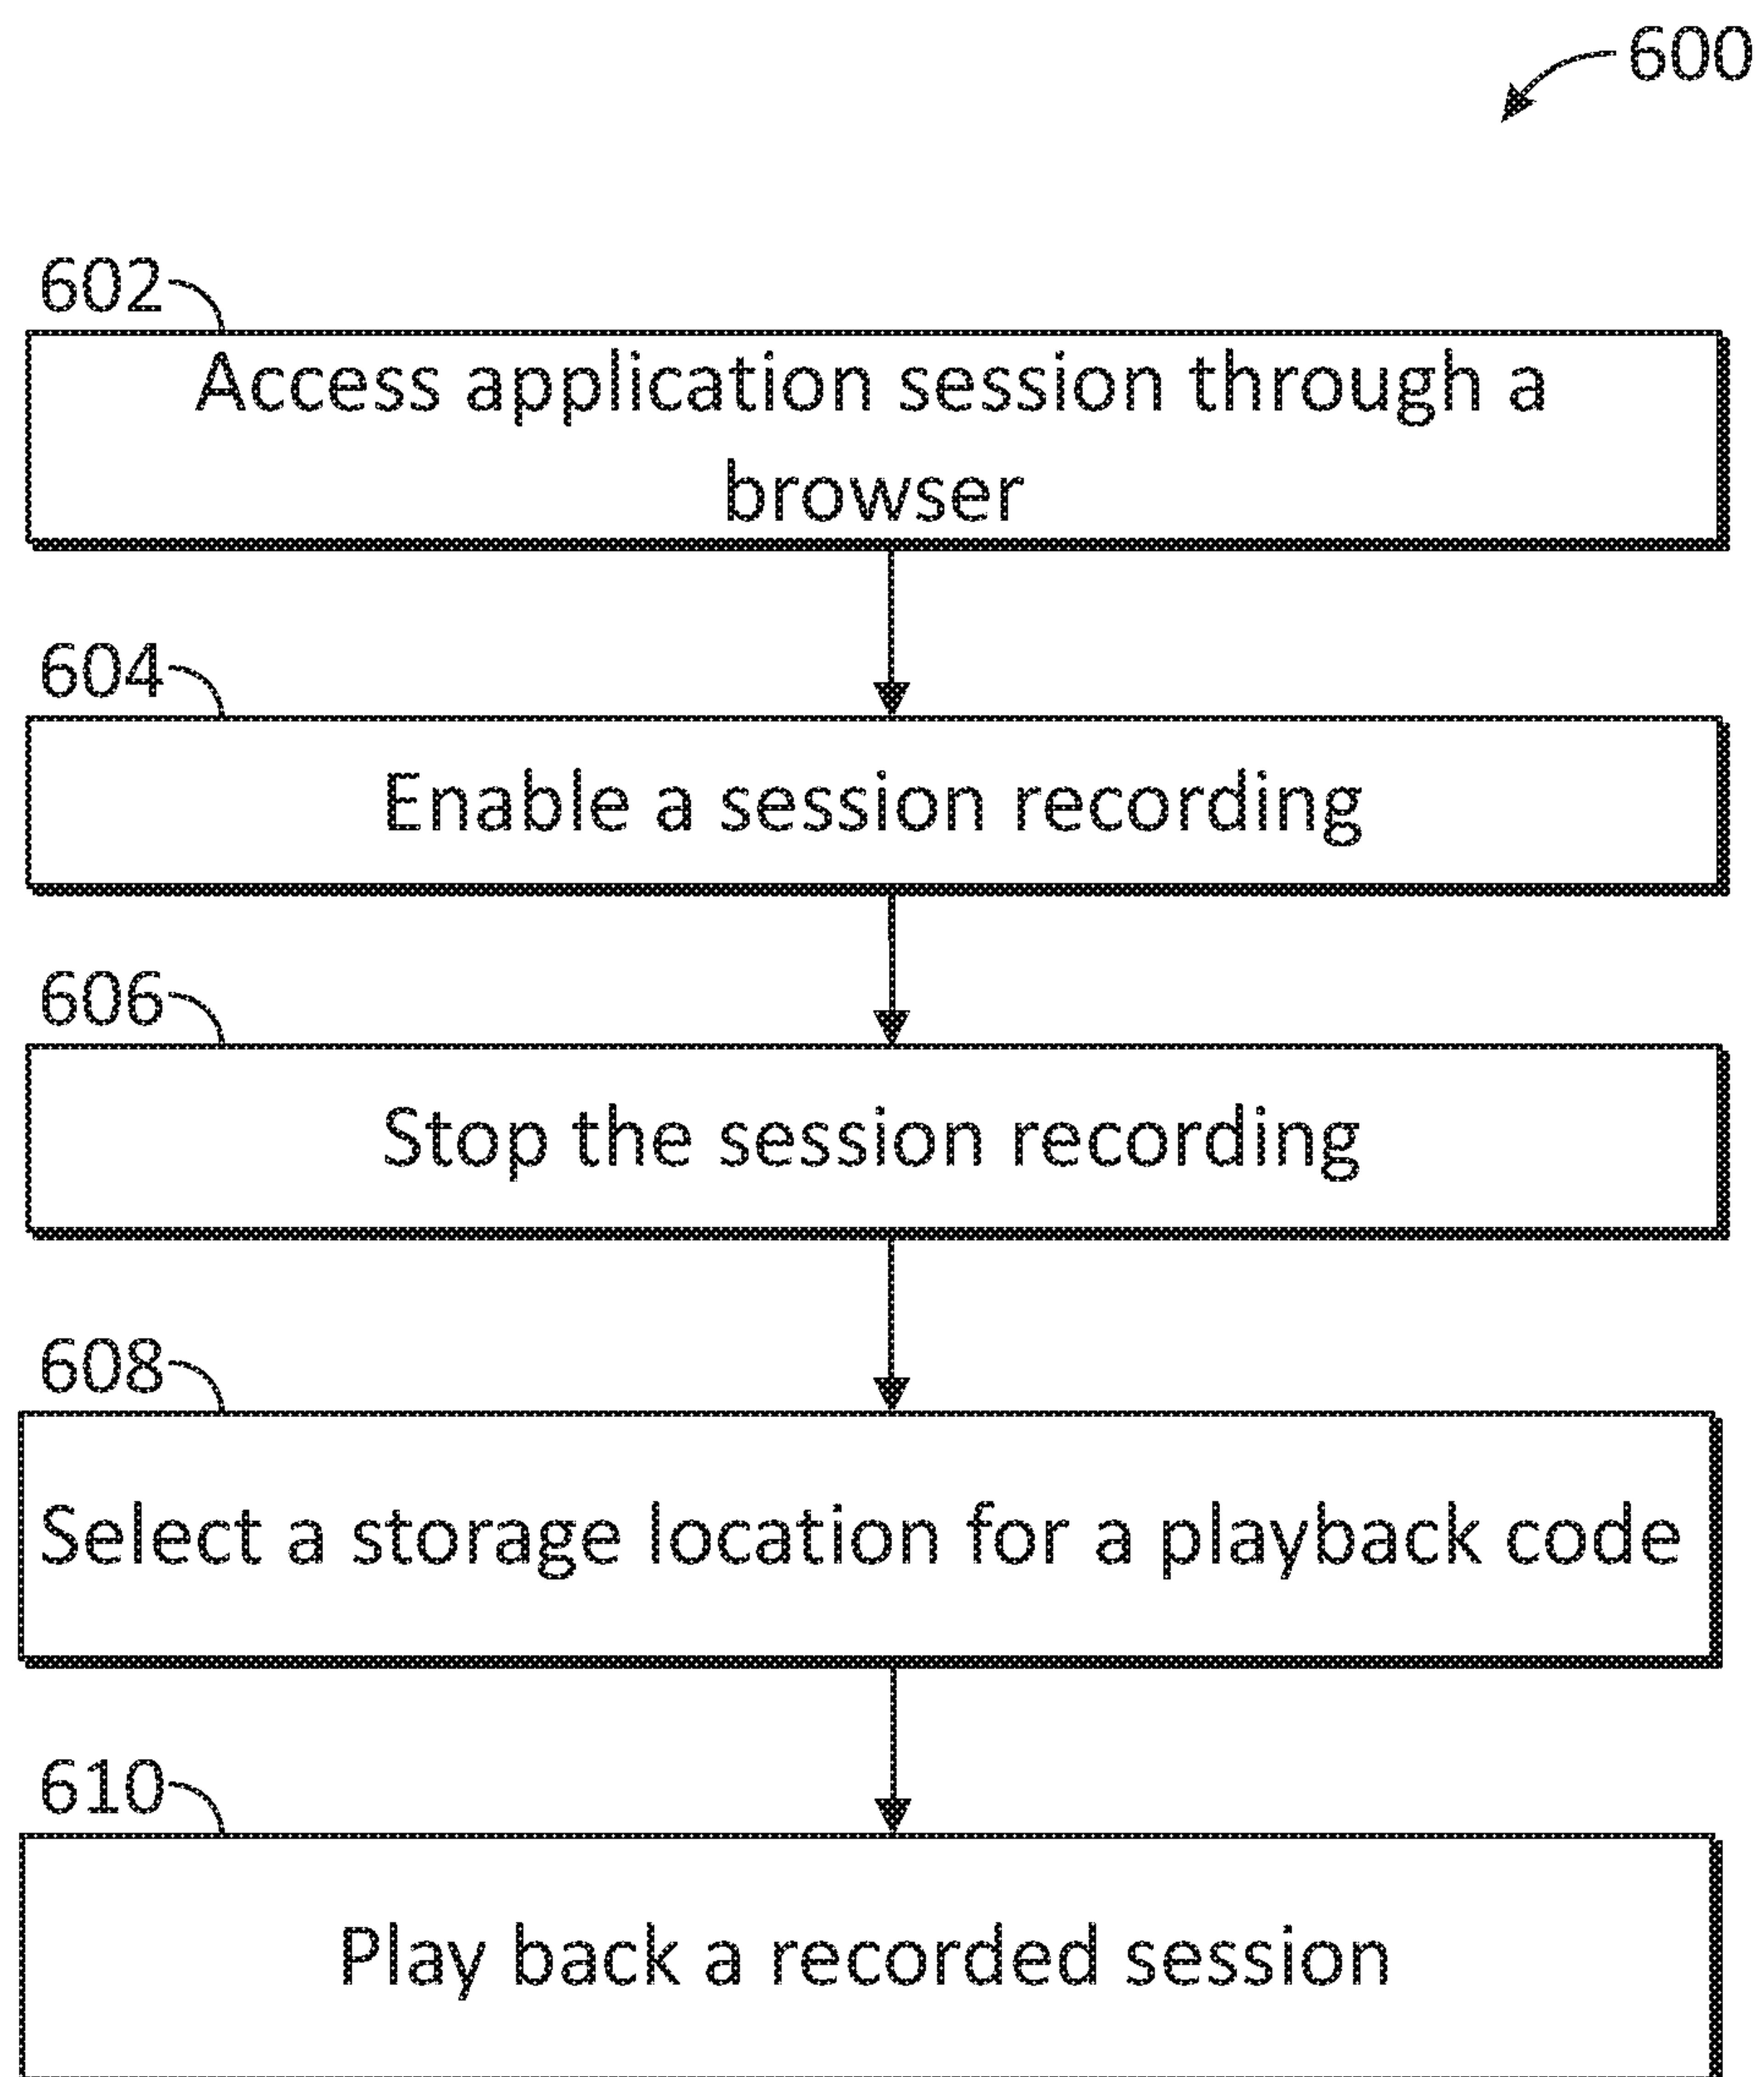 600
602
Access application session through a
browser
604
Enable a session recording
606
Stop the session recording
608
Select a storage location for a playback code
610
Play back a recorded session